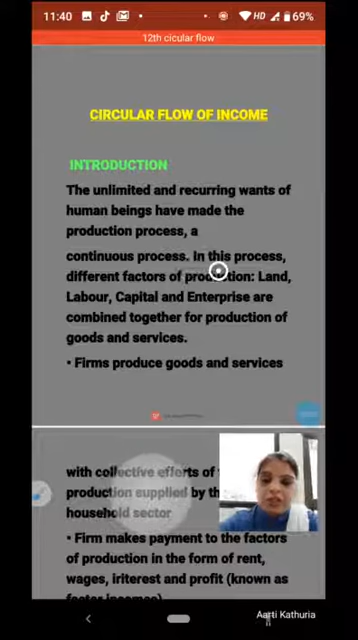 11:40
HD
69%
12th circular flow
CIRCULAR FLOW OF INCOME
INTRODUCTION
The unlimited and recurring wants of
human beings have made the
production process, a
continuous process. In this process,
different factors of production: Land,
Labour, Capital and Enterprise are
combined together for production of
goods and services.
• Firms produce goods and services
with collective efforts of
production supplied by the
household sector
• Firm makes payment to the factors
of production in the form of rent,
wages, iriterest and profit (known as
factor incomes)
Aarti Kathuria